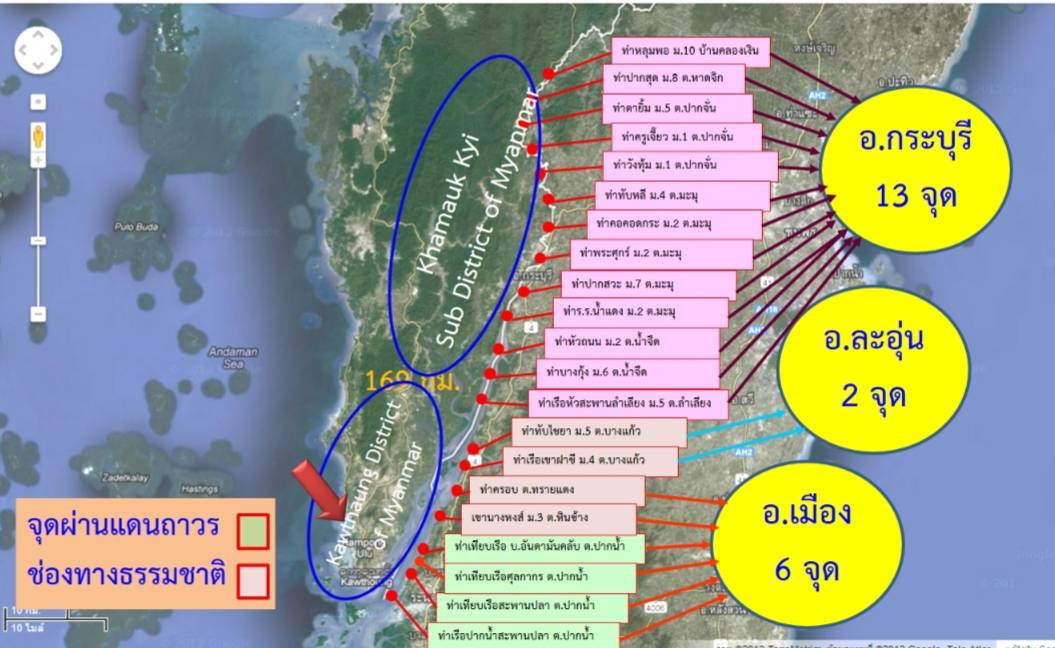 ท่าหลุมพอ ม.10 บ้านคลองเงิน
ท่าปากสุด ม.8 ต.หาดจิก
ท่าตายิ้ม ม.5 ต.ปากจั่น
ท่าครูเจี๊ยว ม.1 ต.ปากจั่น
ท่าวังทุ้ม ม.1 ต.ปากจั่น
ท่าทับหลี ม.4 ต.มะมุ
ท่าคอคอดกระ ม.2 ต.มะมุ
ท่าพระศุกร์ ม.2 ต.มะมุ
ท่าปากสวะ ม.7 ต.มะมุ
ท่าร.ร.น้ำแดง ม.2 ต.มะมุ
ท่าหัวถนน ม.2 ต.น้ำจืด
ท่าบางกุ้ง ม.6 ต.น้ำจืด
ท่าเรือหัวสะพานลำเลียง ม.5 ต.ลำเลียง
ท่าทับไชยา ม.5 ต.บางแก้ว
ท่าเรือเขาฝาชี ม.4 ต.บางแก้ว
ท่าครอบ ต.ทรายแดง
เขานางหงส์ ม.3 ต.หินช้าง
ท่าเทียบเรือ บ.อันดามันคลับ ต.ปากน้ำ
ท่าเทียบเรือศุลกากร ต.ปากน้ำ
ท่าเทียบเรือสะพานปลา ต.ปากน้ำ
ท่าเรือปากน้ำสะพานปลา ต.ปากน้ำ
อ.กระบุรี
13 จุด
อ.ละอุ่น
2 จุด
อ.เมือง
6 จุด
Khamauk Kyi
Sub District of Myanmar
169 กม.
Kawthaung District
of Myanmar
จุดผ่านแดนถาวร
ช่องทางธรรมชาติ
Pulo Buda
Andaman
Sea
Zadetkalay
Hastings
Kawthoung
อ.ปะทิว
AH2
4
AH2
4006
10 กม.
10 ไมล์